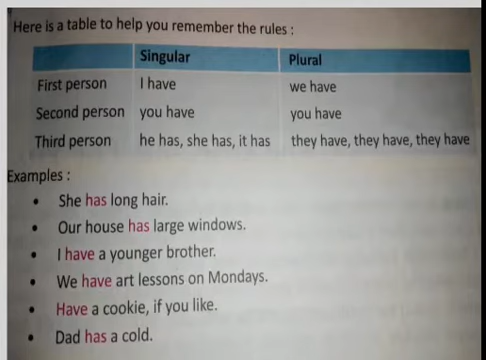 Here is a table to help you remember the rules :
Singular Plural
First person I have we have
Second person you have you have
Third person he has, she has, it has they have, they have, they have
Examples :
• She has long hair.
• Our house has large windows.
• I have a younger brother.
• We have art lessons on Mondays.
• Have a cookie, if you like.
• Dad has a cold.